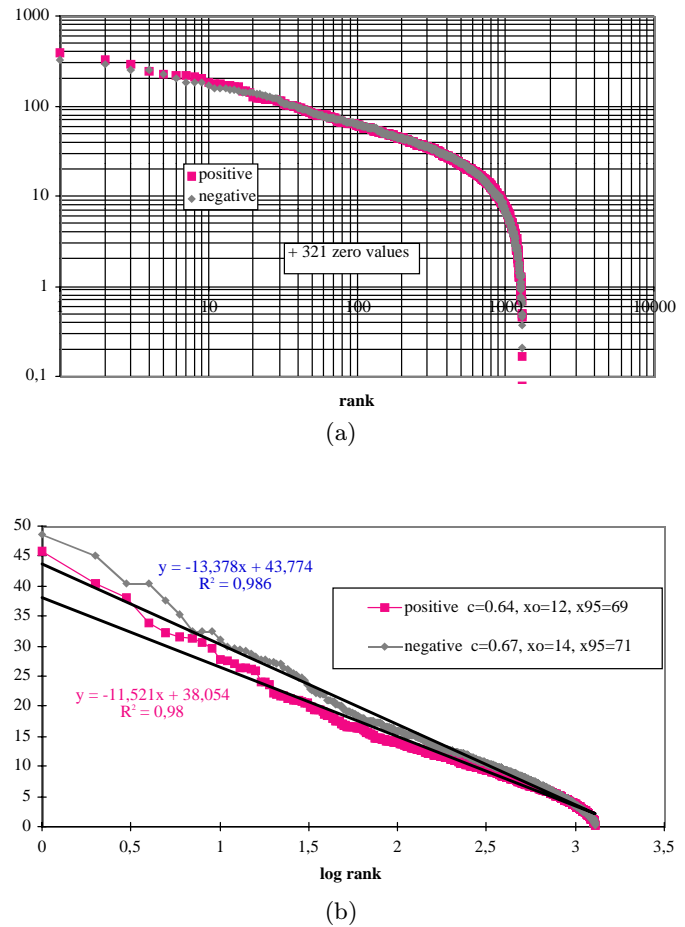 1000
100
positive
10
negative
+ 321 zero values
1
1
10
100
1000
10000
0,1
rank
(a)
50
45
y = -13,378x + 43,774
R² = 0,986
40
positive c=0.64, xo=12, x95=69
35
30
negative c=0.67, xo=14, x95=71
25
20
y = -11,521x + 38,054
R² = 0,98
15
10
5
0
0 0,5 1 1,5 2 2,5 3 3,5
log rank
(b)